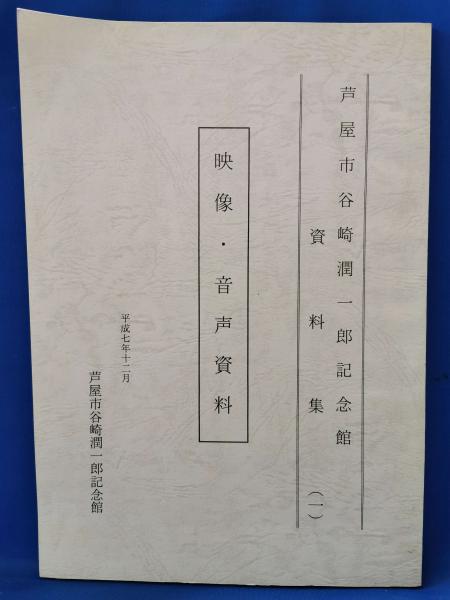 芦屋市谷崎潤一郎記念館
資料集(一)
映像・音声資料
平成七年十二月
芦屋市谷崎潤一郎記念館